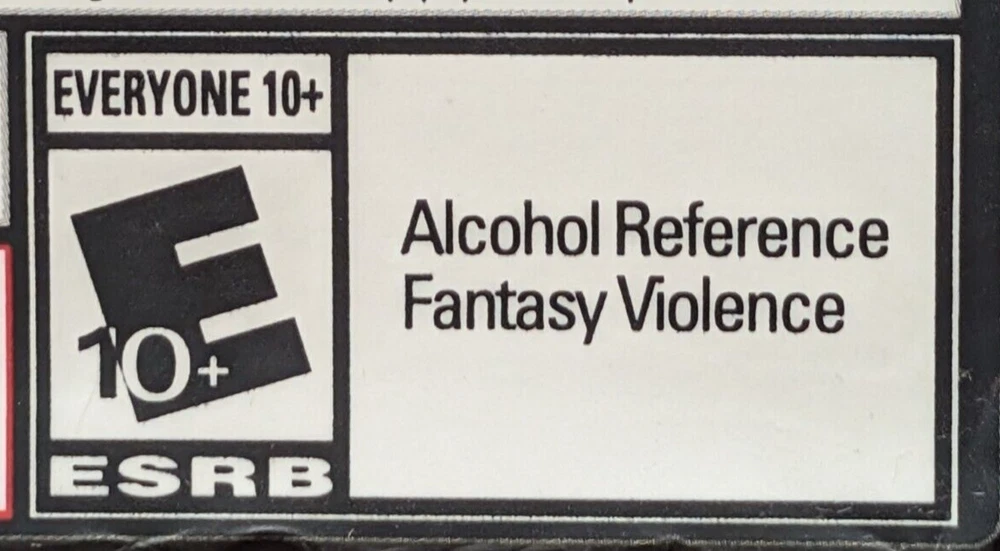 EVERYONE 10+
E
10+
ESRB
Alcohol Reference
Fantasy Violence